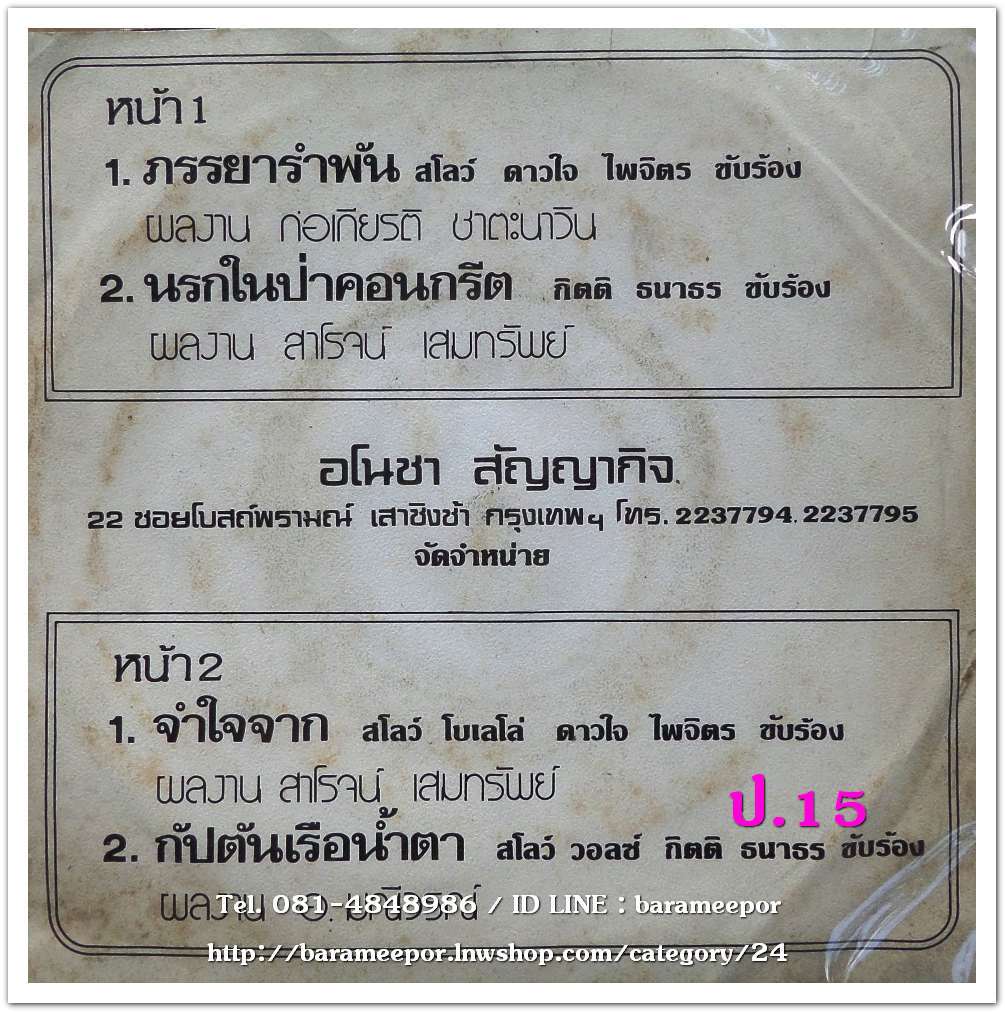 หน้า 1
1. ภรรยารำพัน สโลว์ ดาวใจ ไพจิตร ขับร้อง
ผลงาน ก่อเกียรติ ชาตะนาวิน
2. นรกในป่าคอนกรีต กิตติ ธนาธร ขับร้อง
ผลงาน สาโรจน์ เสมทรัพย์
อโนชา สัญญากิจ.
22 ซอยโบสถ์พราหมณ์ เสาชิงช้า กรุงเทพฯ โทร. 2237794. 2237795
จัดจำหน่าย
หน้า 2
1. จำใจจาก สโลว์ โบเลโล่ ดาวใจ ไพจิตร ขับร้อง
ผลงาน สาโรจน์ เสมทรัพย์
ป.15
2. กัปตันเรือน้ำตา สโลว์ วอลซ์ กิตติ ธนาธร ขับร้อง
ผลงาน อ. มณีวรรณ์
Tel. 081-4848986 / ID LINE : barameepor
http://barameepor.lnwshop.com/category/24